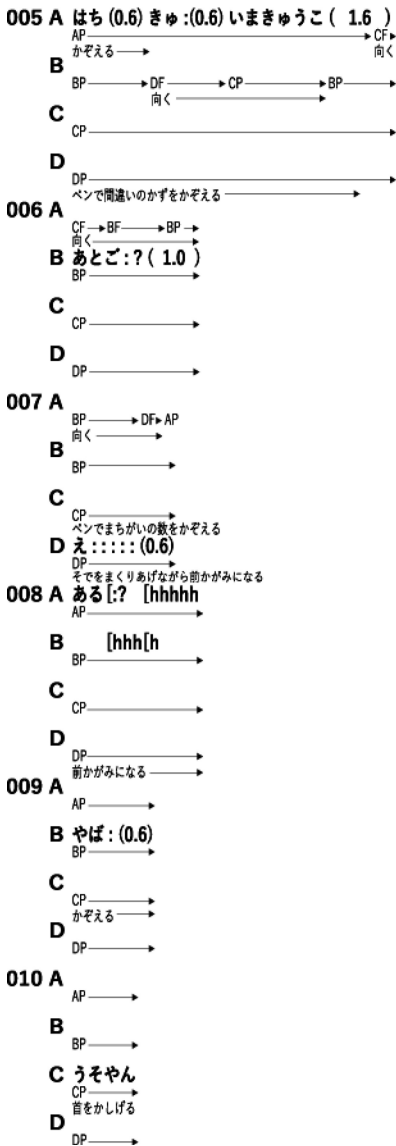 005 A はち (0.6) きゅ :(0.6) いまきゅうこ ( 1.6 )
AP CF
かぞえる 向く
B
BP DF CP BP
向く
C
CP
D
DP
ペンで間違いのかずをかぞえる
006 A
CF BF BP
向く
B あとご : ? ( 1.0 )
BP
C
CP
D
DP
007 A
BP DF AP
向く
B
BP
C
CP
ペンでまちがいの数をかぞえる
D え : : : : : (0.6)
DP
そでをまくりあげながら前かがみになる
008 A ある [:? [hhhhh
AP
B [hhh[h
BP
C
CP
D
DP
前かがみになる
009 A
AP
B やば : (0.6)
BP
C
CP
かぞえる
D
DP
010 A
AP
B
BP
C うそやん
CP
首をかしげる
D
DP